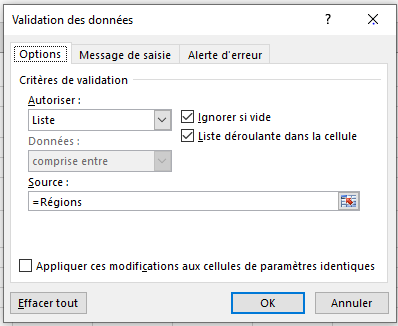 Validation des données
?
Options
Message de saisie
Alerte d'erreur
Critères de validation
Autoriser :
Liste
Ignorer si vide
Données :
Liste déroulante dans la cellule
comprise entre
Source :
=Régions
Appliquer ces modifications aux cellules de paramètres identiques
Effacer tout
OK
Annuler